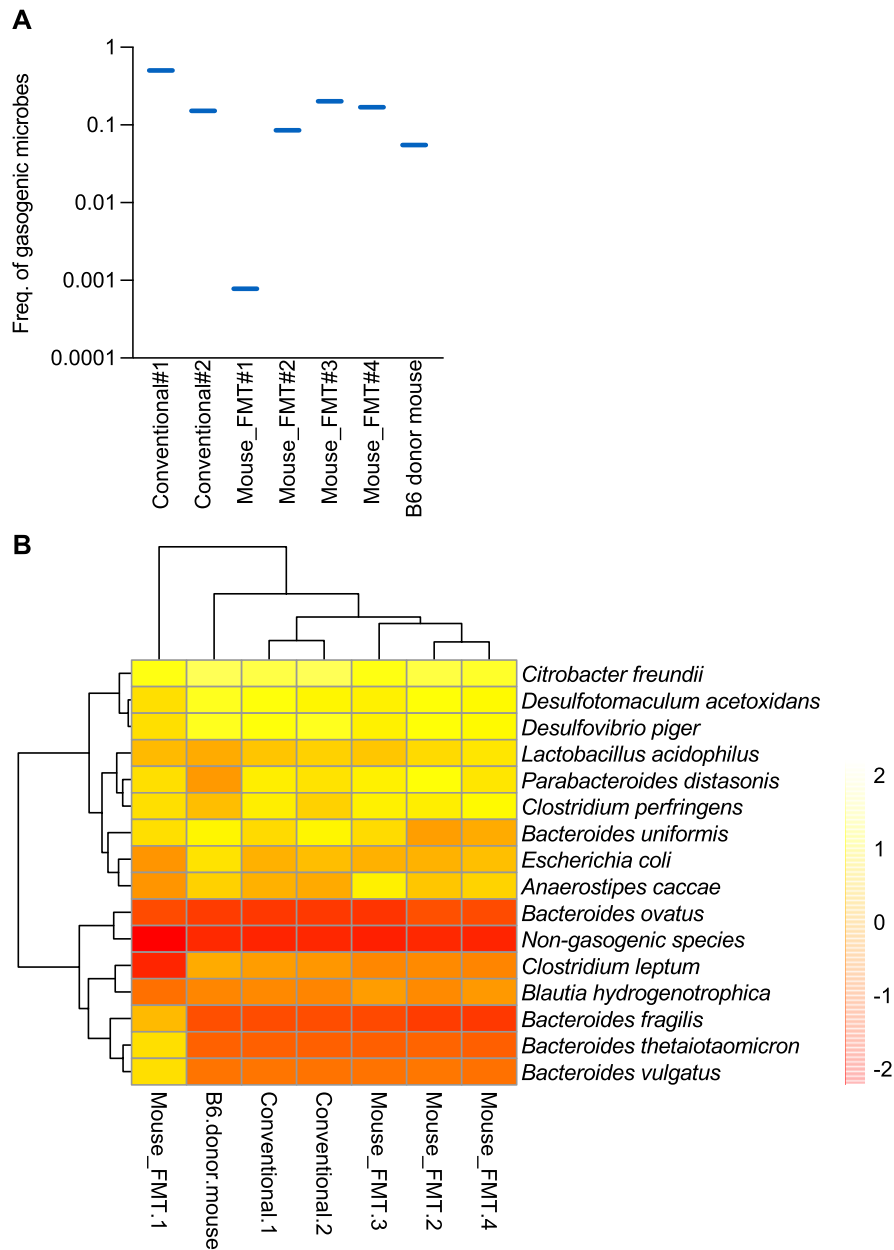 A
Freq. of gasogenic microbes
1
0.1
0.01
0.001
0.0001
Conventional#1
Conventional#2
Mouse_FMT#1
Mouse_FMT#2
Mouse_FMT#3
Mouse_FMT#4
B6 donor mouse
B
Citrobacter freundii
Desulfotomaculum acetoxidans
Desulfovibrio piger
Lactobacillus acidophilus
Parabacteroides distasonis
Clostridium perfringens
Bacteroides uniformis
Escherichia coli
Anaerostipes caccae
Bacteroides ovatus
Non-gasogenic species
Clostridium leptum
Blautia hydrogenotrophica
Bacteroides fragilis
Bacteroides thetaiotaomicron
Bacteroides vulgatus
2
1
0
-1
-2
Mouse_FMT.1
B6.donor.mouse
Conventional.1
Conventional.2
Mouse_FMT.3
Mouse_FMT.2
Mouse_FMT.4